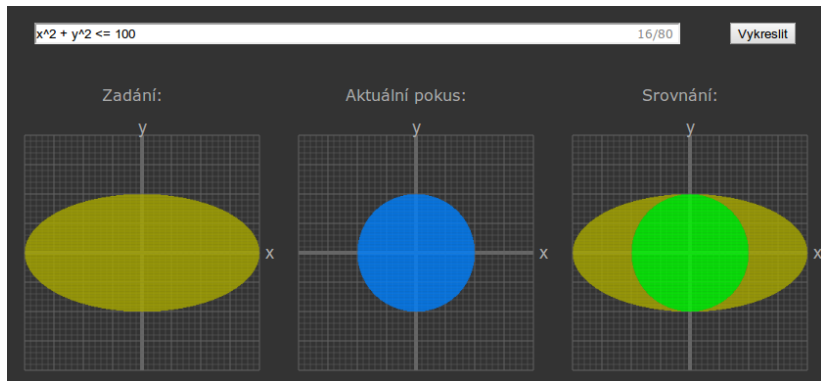 x^2 + y^2 <= 100 16/80 Vykreslit
Zadání: Aktuální pokus: Srovnání:
y y y
x x x